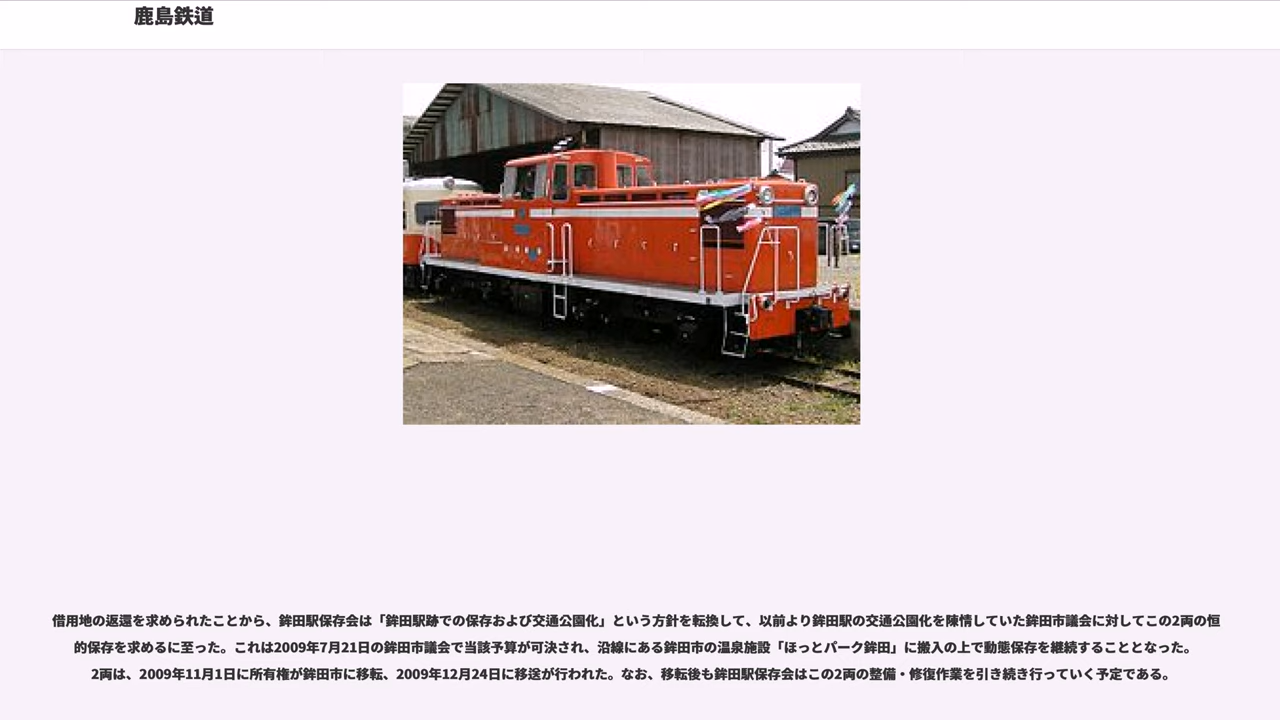 鹿島鉄道
借用地の返還を求められたことから、鉾田駅保存会は「鉾田駅跡での保存および交通公園化」という方針を転換して、以前より鉾田駅の交通公園化を陳情していた鉾田市議会に対してこの2両の恒
的保存を求めるに至った。これは2009年7月21日の鉾田市議会で当該予算が可決され、沿線にある鉾田市の温泉施設「ほっとパーク鉾田」に搬入の上で動態保存を継続することとなった。
2両は、2009年11月1日に所有権が鉾田市に移転、2009年12月24日に移送が行われた。なお、移転後も鉾田駅保存会はこの2両の整備・修復作業を引き続き行っていく予定である。